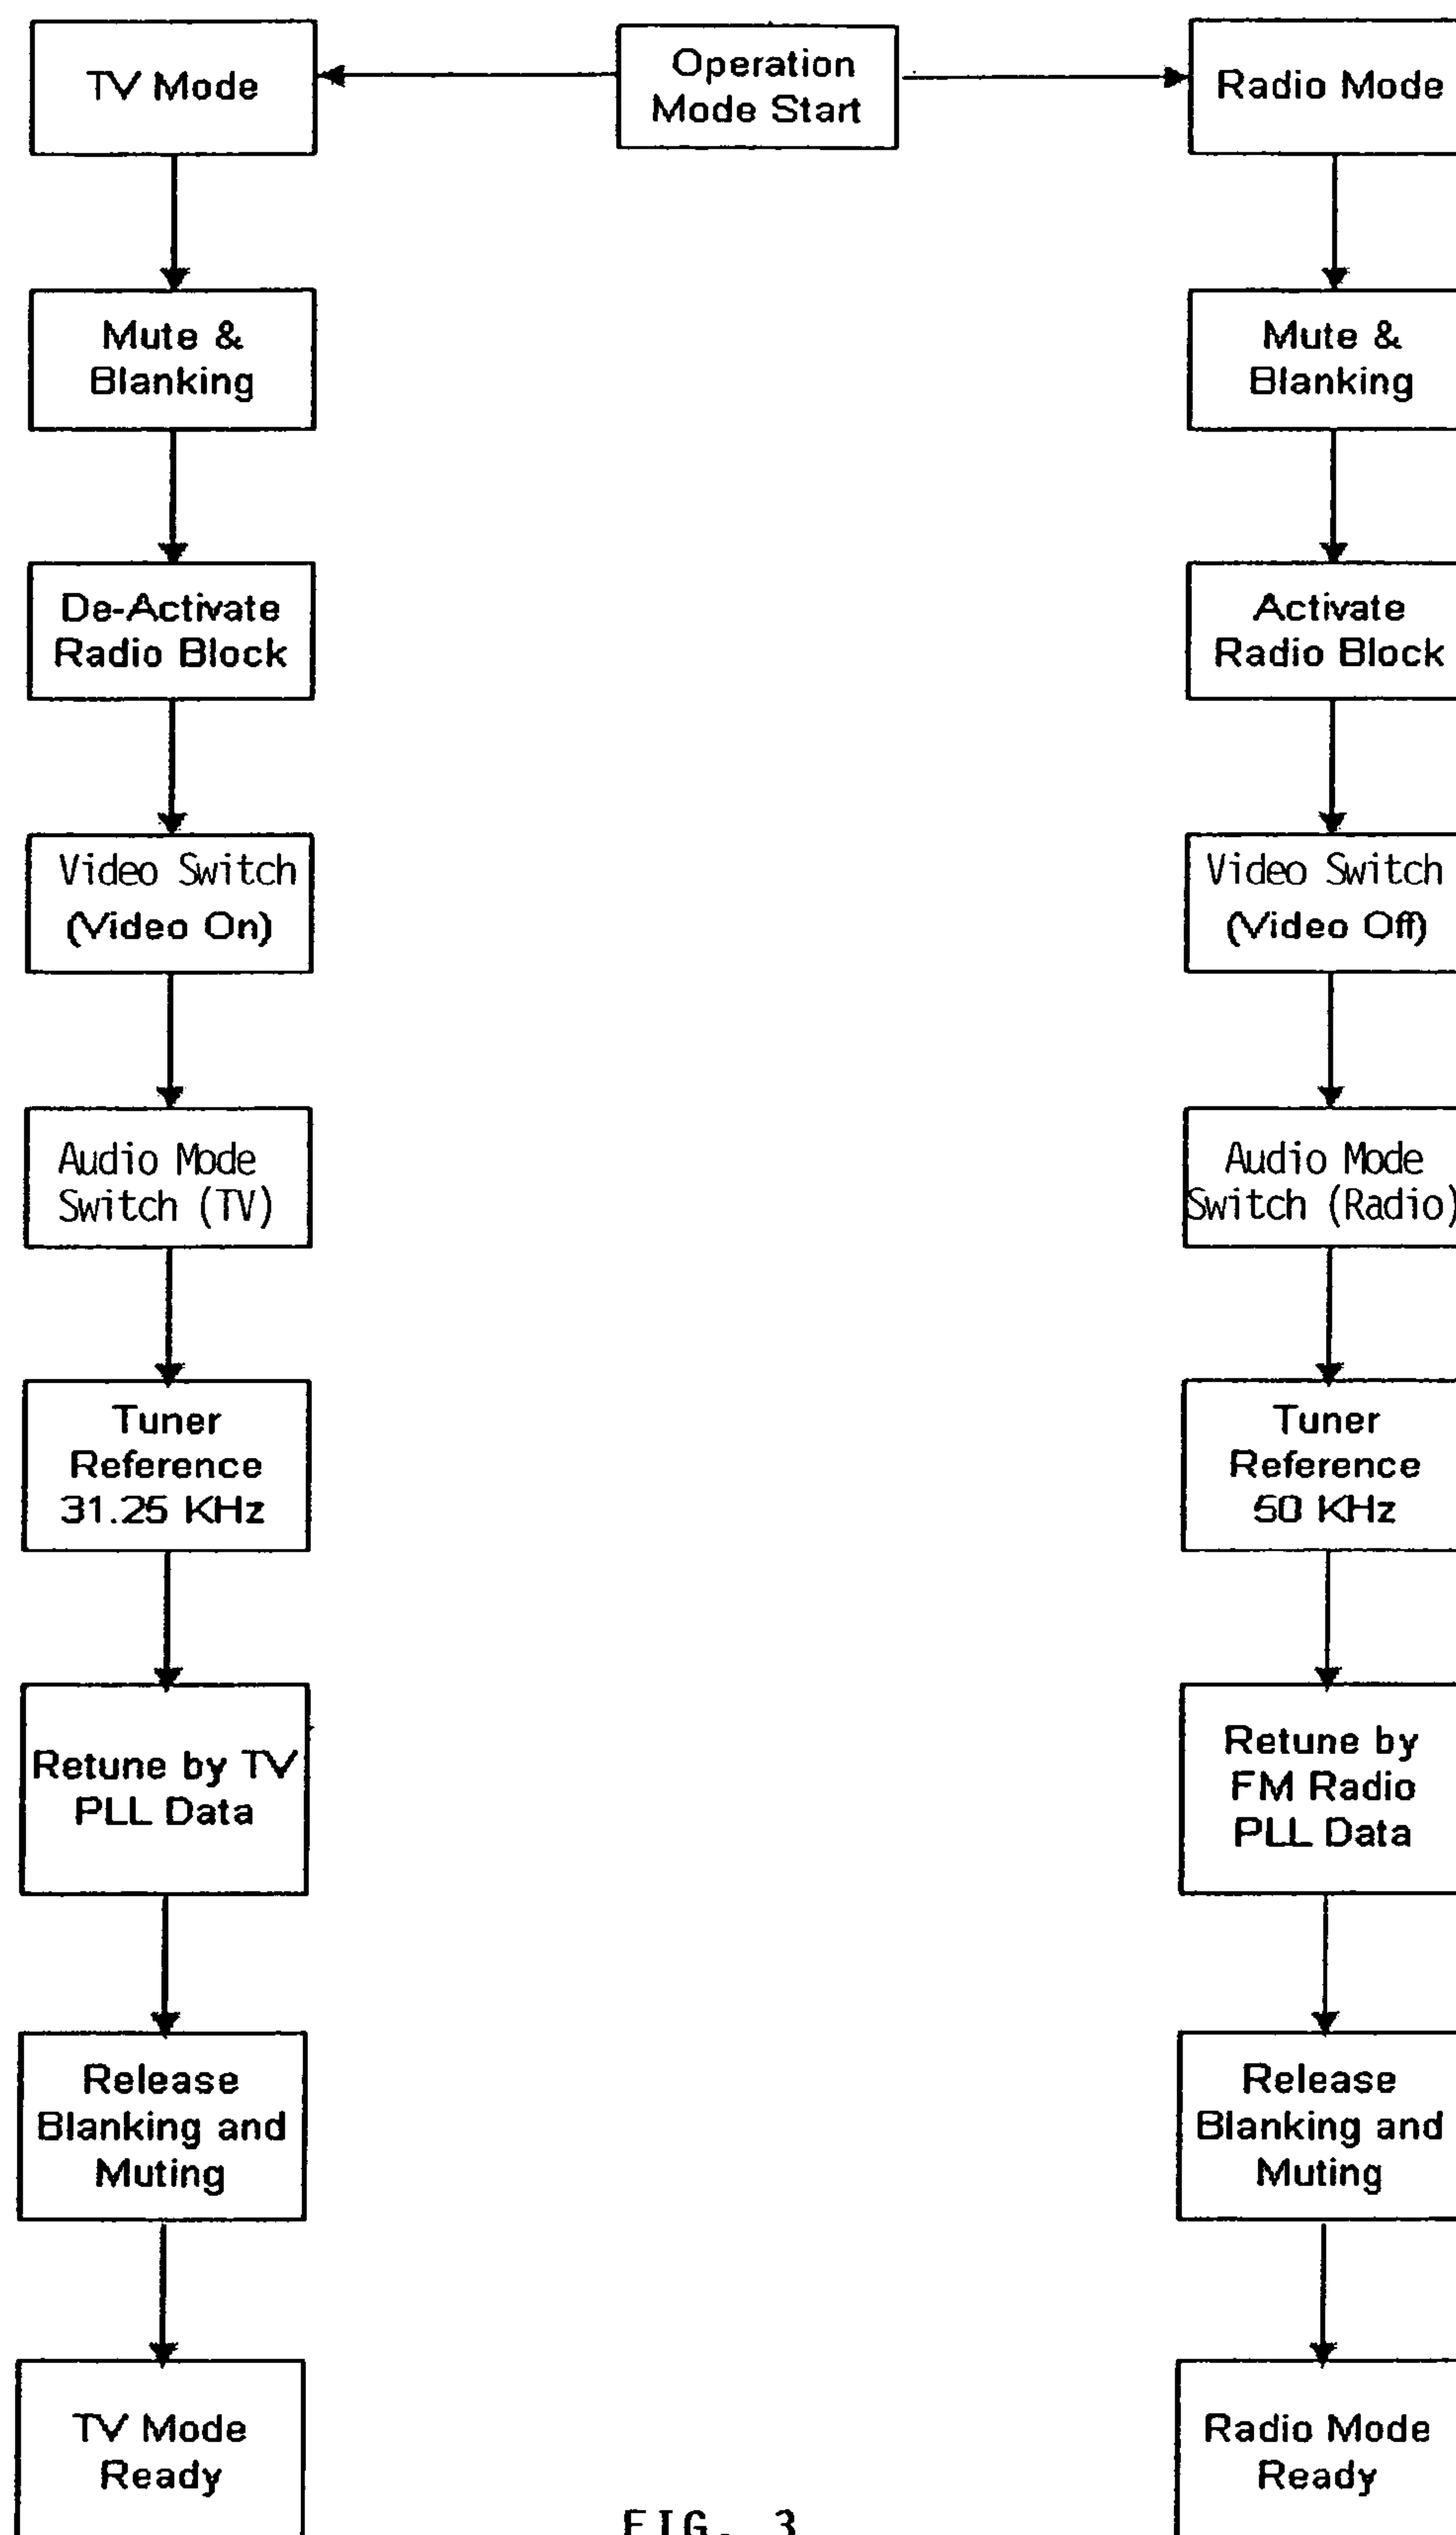 Operation
Mode Start
TV Mode
Mute &
Blanking
De-Activate
Radio Block
Video Switch
(Video On)
Audio Mode
Switch (TV)
Tuner
Reference
31.25 KHz
Retune by TV
PLL Data
Release
Blanking and
Muting
TV Mode
Ready
Radio Mode
Mute &
Blanking
Activate
Radio Block
Video Switch
(Video Off)
Audio Mode
Switch (Radio)
Tuner
Reference
50 KHz
Retune by
FM Radio
PLL Data
Release
Blanking and
Muting
Radio Mode
Ready
FIG. 3